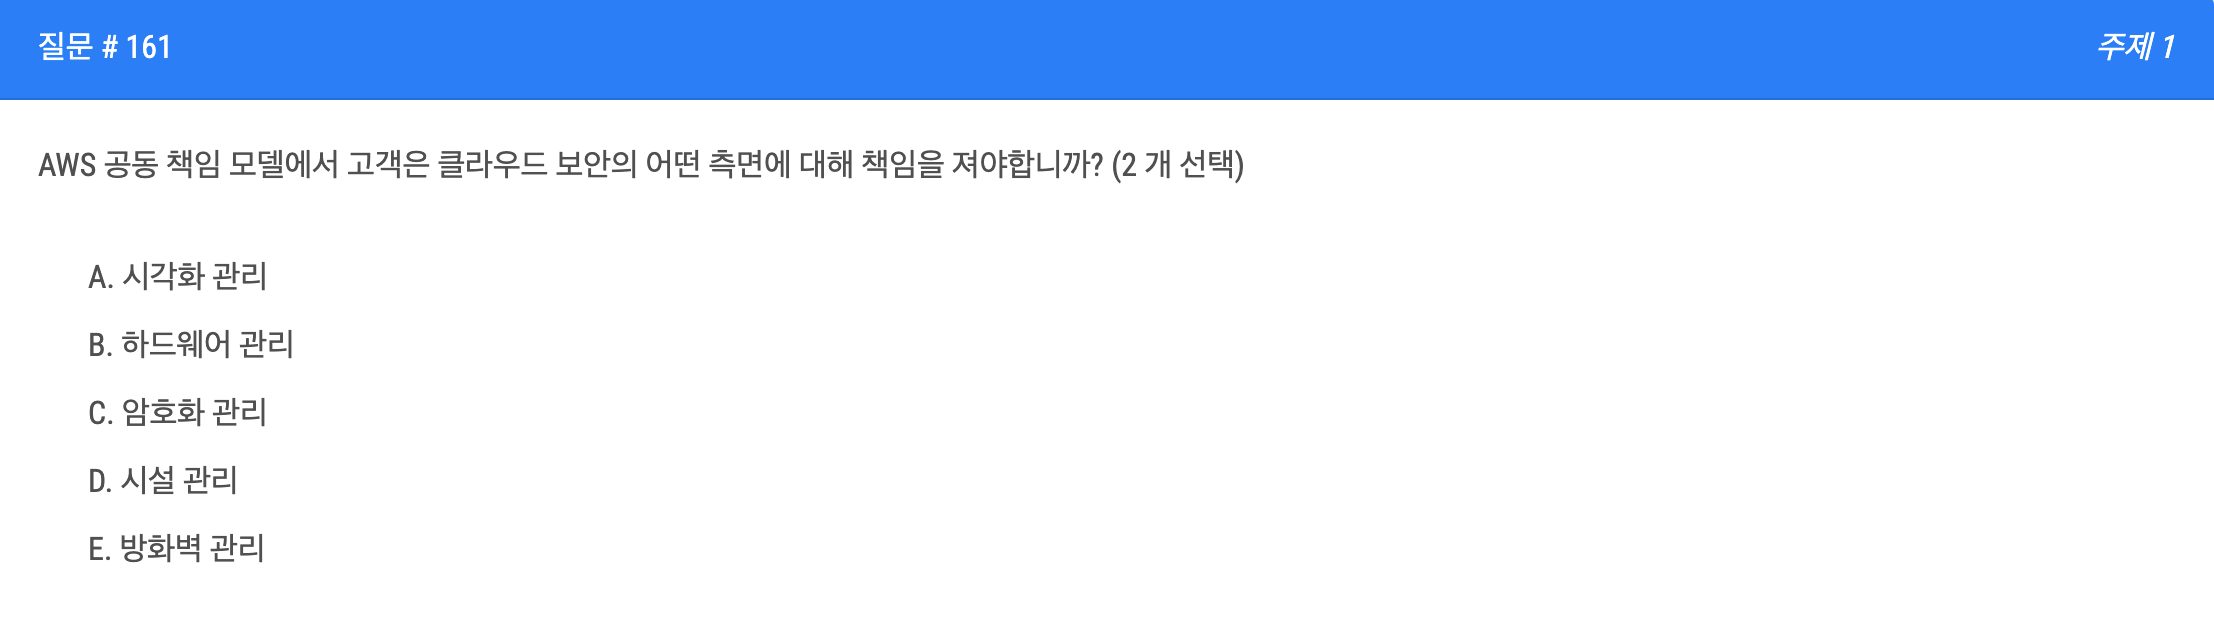 질문 # 161
주제 1
AWS 공동 책임 모델에서 고객은 클라우드 보안의 어떤 측면에 대해 책임을 져야합니까? (2 개 선택)
A. 시각화 관리
B. 하드웨어 관리
C. 암호화 관리
D. 시설 관리
E. 방화벽 관리